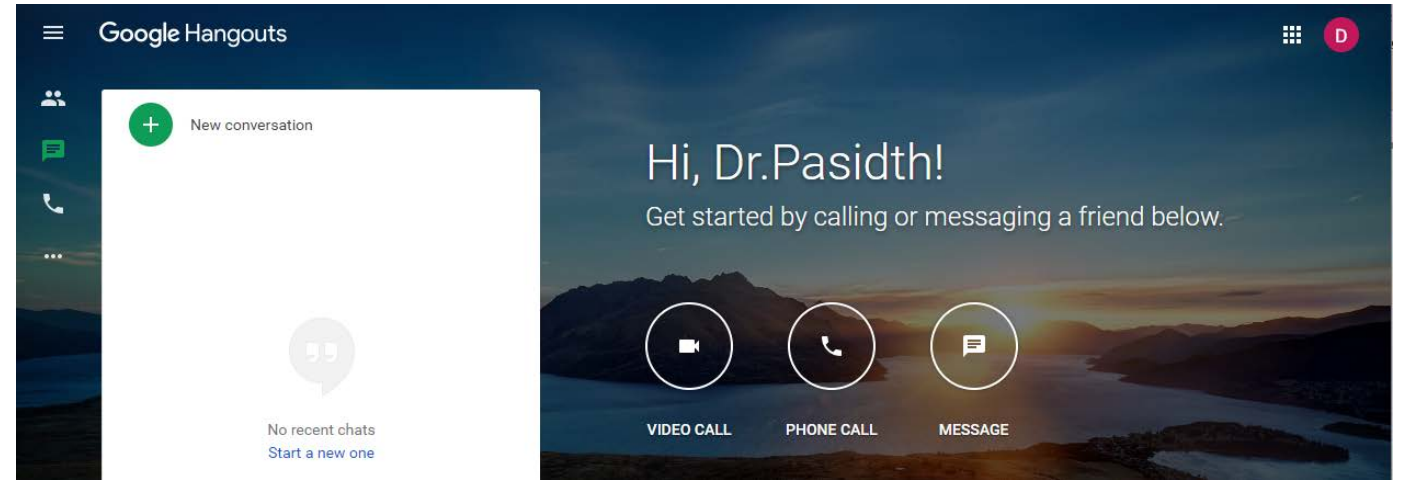 Google Hangouts
D
New conversation
No recent chats
Start a new one
Hi, Dr.Pasidth!
Get started by calling or messaging a friend below.
VIDEO CALL
PHONE CALL
MESSAGE